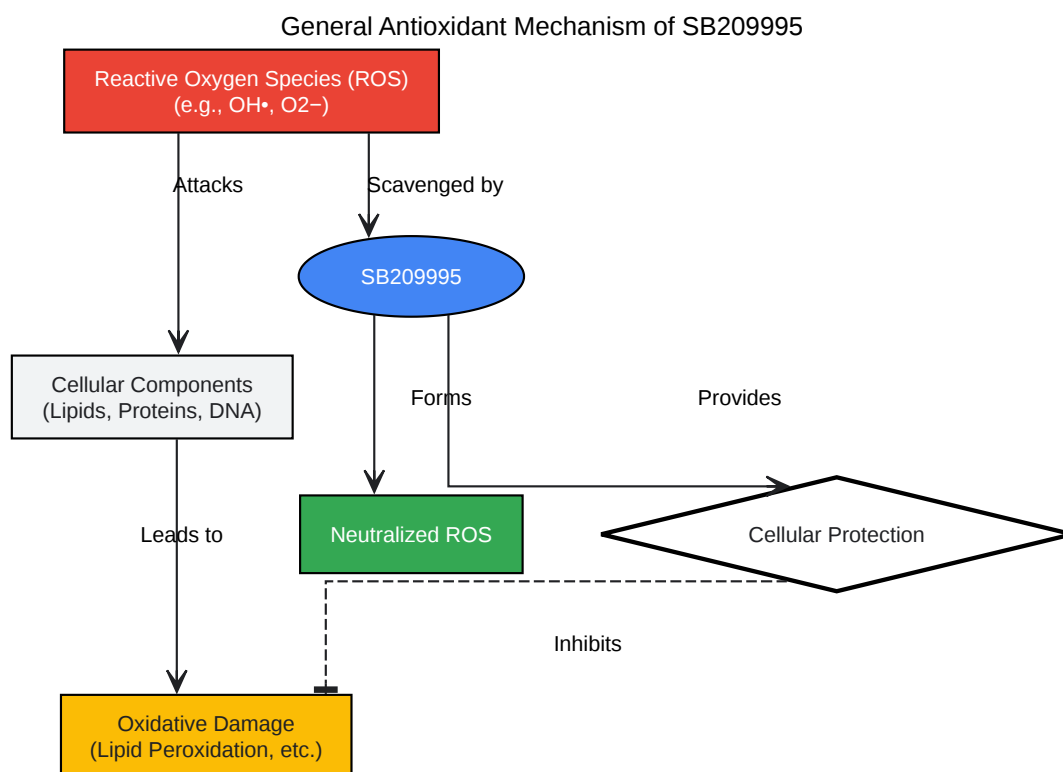 General Antioxidant Mechanism of SB209995
Reactive Oxygen Species (ROS)
(e.g., OH•, O2−)
Attacks
Scavenged by
SB209995
Cellular Components
(Lipids, Proteins, DNA)
Forms
Provides
Leads to
Neutralized ROS
Cellular Protection
Inhibits
Oxidative Damage
(Lipid Peroxidation, etc.)